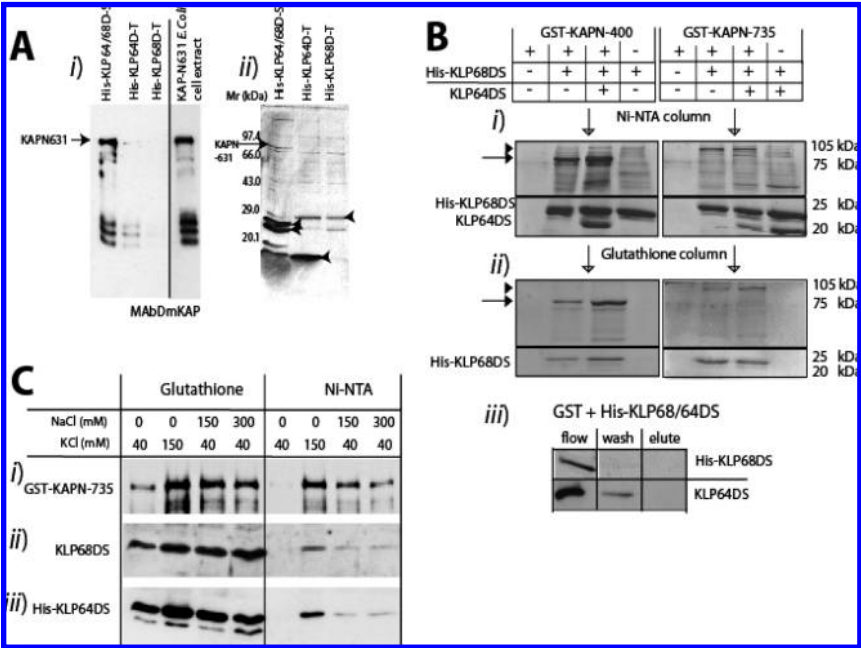 A
i)
His-KLP64/68D-S
His-KLP64D-T
His-KLP68D-T
KAP-N631 E.Coli
cell extract
KAPN631
MAbDmKAP
ii)
Mr (kDa)
His-KLP64/68D-S
His-KLP64D-T
His-KLP68D-T
97.4
KAPN
-631
66.0
43.0
29.0
20.1
B
GST-KAPN-400 GST-KAPN-735
+ + + - + + + -
His-KLP68DS - + + + - + + +
KLP64DS - - + - - - + +
i) Ni-NTA column
105 kDa
75 kDa
His-KLP68DS 25 kDa
KLP64DS 20 kDa
ii) Glutathione column
105 kDa
75 kDa
His-KLP68DS 25 kDa
20 kDa
iii) GST + His-KLP68/64DS
flow wash elute
His-KLP68DS
KLP64DS
C
Glutathione Ni-NTA
NaCl (mM) 0 0 150 300 0 0 150 300
KCl (mM) 40 150 40 40 40 150 40 40
i) GST-KAPN-735
ii) KLP68DS
iii) His-KLP64DS